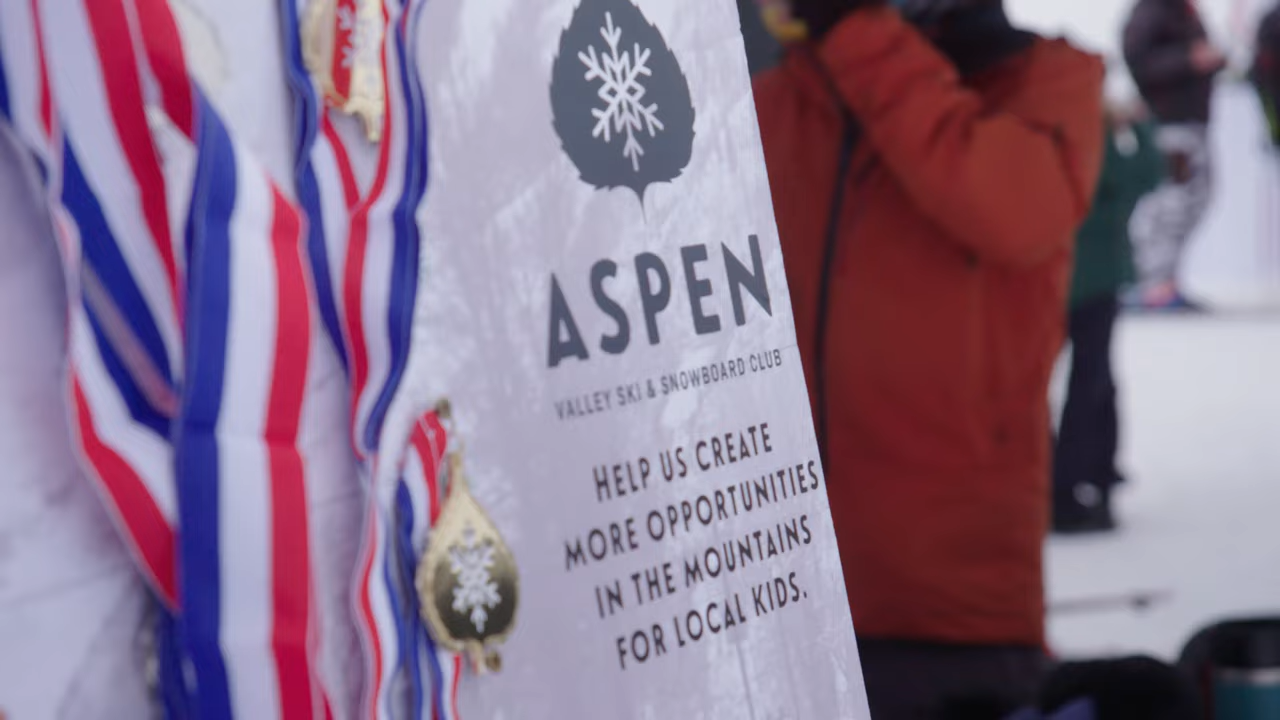 ASPEN
VALLEY SKI & SNOWBOARD CLUB
HELP US CREATE
MORE OPPORTUNITIES
IN THE MOUNTAINS
FOR LOCAL KIDS.